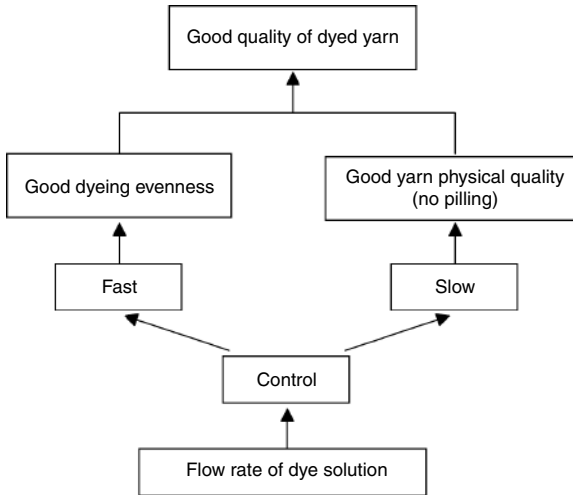 Good quality of dyed yarn
Good dyeing evenness
Good yarn physical quality
(no pilling)
Fast
Slow
Control
Flow rate of dye solution